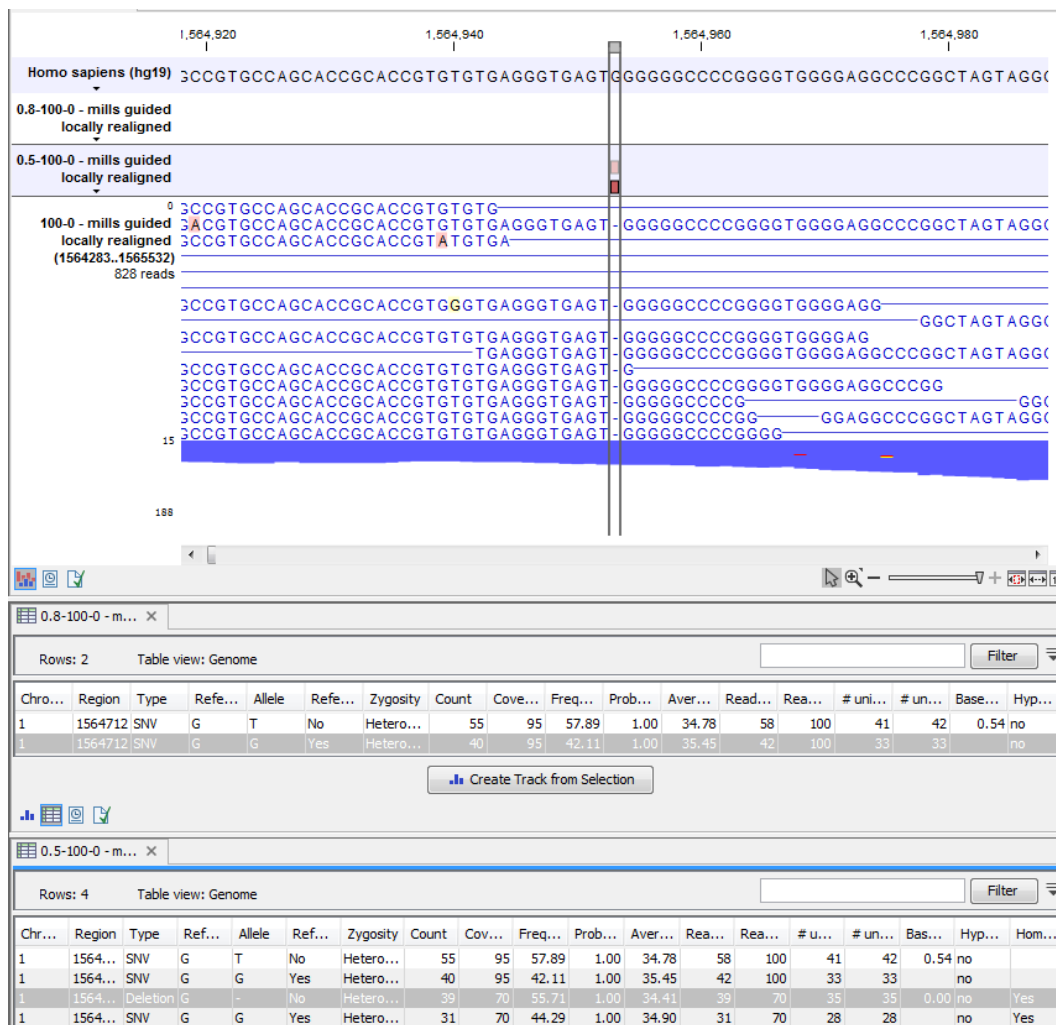 1,564,920 1,564,940 1,564,960 1,564,980
Homo sapiens (hg19) GCCGTGCCAGCACCGCACCGTGTGTGAGGGTGAGTGGGGGGCCCCGGGGTGGGGAGGCCCGGCTAGTAGGG
0.8-100-0 - mills guided
locally realigned
0.5-100-0 - mills guided
locally realigned
0 GCCGTGCCAGCACCGCACCGTGTGTG
100-0 - mills guided GACGTGCCAGCACCGCACCGTGTGTGAGGGTGAGT-GGGGGGCCCCGGGGTGGGGAGGCCCGGCTAGTAGGG
locally realigned GCCGTGCCAGCACCGCACCGTATGTGA
(1564283..1565532)
828 reads
GCCGTGCCAGCACCGCACCGTGGGTGAGGGTGAGT-GGGGGGCCCCGGGGTGGGGAGG
GGCTAGTAGGG
GCCGTGCCAGCACCGCACCGTGTGTGAGGGTGAGT-GGGGGCCCCGGGGTGGGGAG
TGAGGGTGAGT-GGGGGCCCCGGGGTGGGGAGGCCCGGCTAGTAGGG
GCCGTGCCAGCACCGCACCGTGTGTGAGGGTGAGT-G
GCCGTGCCAGCACCGCACCGTGTGTGAGGGTGAGT-GGGGGCCCCGGGGTGGGGAGGCCCGG
GCCGTGCCAGCACCGCACCGTGTGTGAGGGTGAGT-GGGGGCCCCG GGG
GCCGTGCCAGCACCGCACCGTGTGTGAGGGTGAGT-GGGGGCCCCGG GGAGGCCCGGCTAGTAGGG
15 GCCGTGCCAGCACCGCACCGTGTGTGAGGGTGAGT-GGGGGCCCCGGGG
188
0.8-100-0 - m...
Rows: 2 Table view: Genome Filter
Chro... Region Type Refe... Allele Refe... Zygosity Count Cove... Freq... Prob... Aver... Read... Rea... # uni... # un... Base... Hyp...
1 1564712 SNV G T No Hetero... 55 95 57.89 1.00 34.78 58 100 41 42 0.54 no
1 1564712 SNV G G Yes Hetero... 40 95 42.11 1.00 35.45 42 100 33 33 no
Create Track from Selection
0.5-100-0 - m...
Rows: 4 Table view: Genome Filter
Chr... Region Type Ref... Allele Ref... Zygosity Count Cov... Freq... Prob... Aver... Rea... Rea... # u... # un... Bas... Hyp... Hom...
1 1564... SNV G T No Hetero... 55 95 57.89 1.00 34.78 58 100 41 42 0.54 no
1 1564... SNV G G Yes Hetero... 40 95 42.11 1.00 35.45 42 100 33 33 no
1 1564... Deletion G - No Hetero... 39 70 55.71 1.00 34.41 39 70 35 35 0.00 no Yes
1 1564... SNV G G Yes Hetero... 31 70 44.29 1.00 34.90 31 70 28 28 no Yes